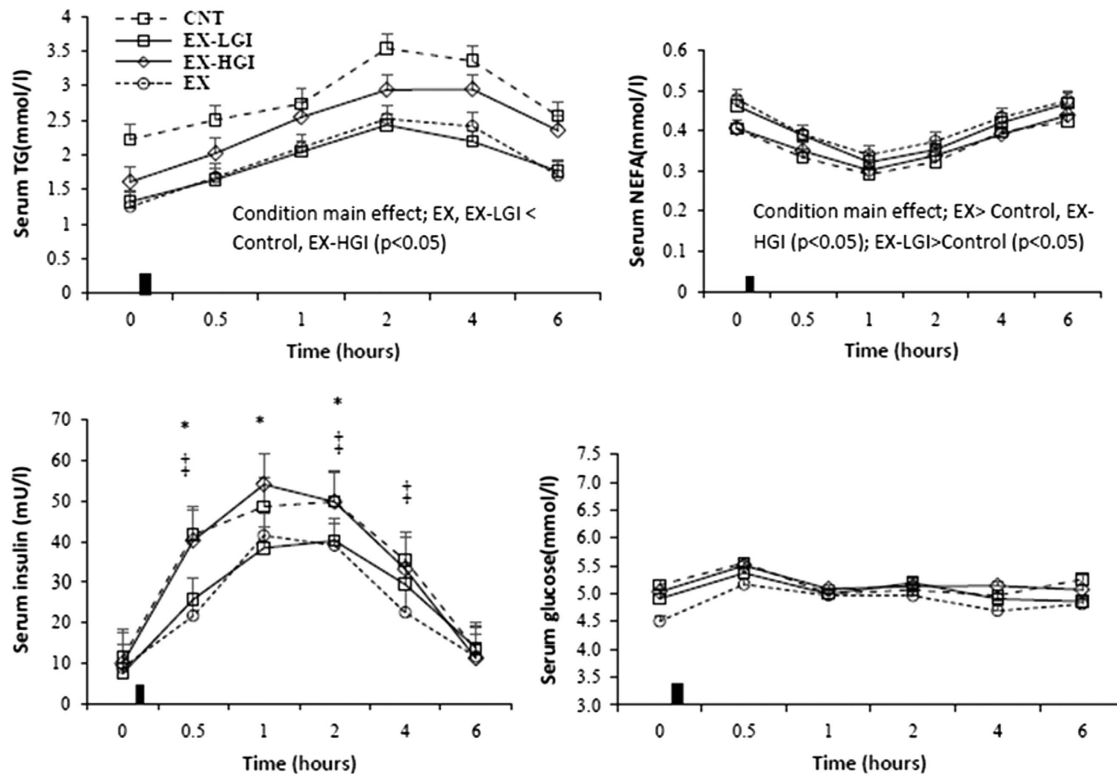 CNT
EX-LGI
EX-HGI
EX
Serum TG(mmol/l)
4
3.5
3
2.5
2
1.5
1
0.5
0
Condition main effect; EX, EX-LGI <
Control, EX-HGI (p<0.05)
0 0.5 1 2 4 6
Time (hours)
Serum NEFA(mmol/l)
0.6
0.5
0.4
0.3
0.2
0.1
0
Condition main effect; EX> Control, EX-
HGI (p<0.05); EX-LGI>Control (p<0.05)
0 0.5 1 2 4 6
Time (hours)
Serum insulin (mU/l)
70
60
50
40
30
20
10
0
* * *
‡ ‡ ‡
0 0.5 1 2 4 6
Time (hours)
Serum glucose(mmol/l)
7.5
7.0
6.5
6.0
5.5
5.0
4.5
4.0
3.5
3.0
0 0.5 1 2 4 6
Time (hours)